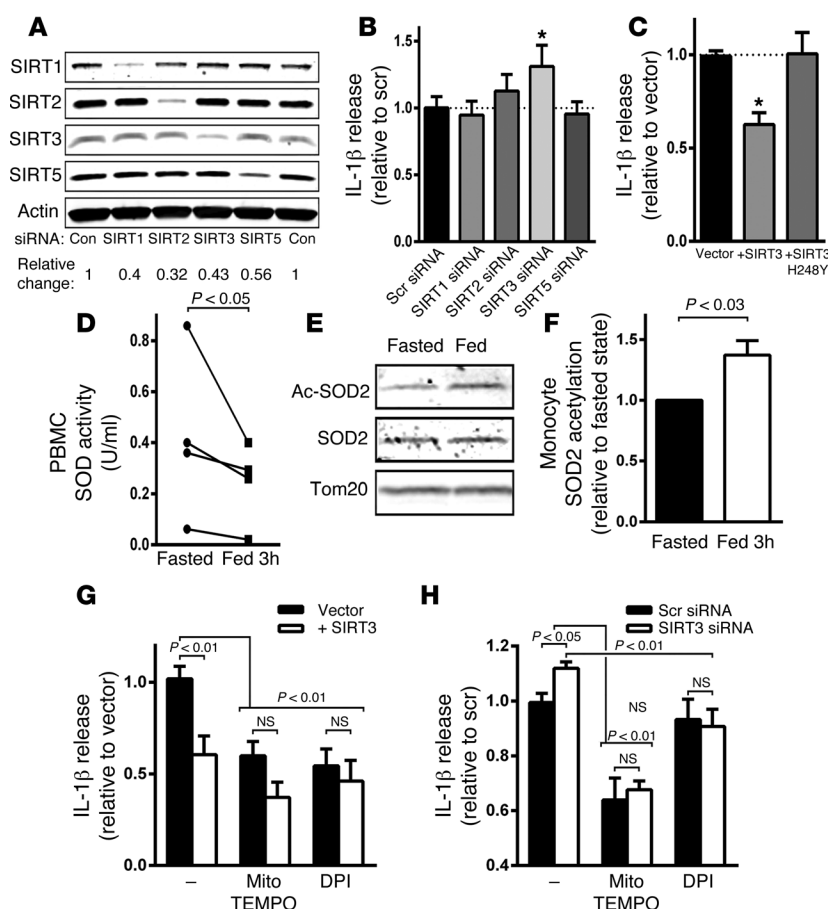 A
SIRT1
SIRT2
SIRT3
SIRT5
Actin
siRNA: Con SIRT1 SIRT2 SIRT3 SIRT5 Con
Relative
change: 1 0.4 0.32 0.43 0.56 1
B
IL-1β release
(relative to scr)
1.5
1.0
0.5
0.0
*
Scr siRNA
SIRT1 siRNA
SIRT2 siRNA
SIRT3 siRNA
SIRT5 siRNA
C
IL-1β release
(relative to vector)
1.0
0.5
0.0
*
Vector +SIRT3 +SIRT3
H248Y
D
P < 0.05
PBMC
SOD activity
(U/ml)
0.8
0.6
0.4
0.2
0.0
Fasted Fed 3h
E
Fasted Fed
Ac-SOD2
SOD2
Tom20
F
P < 0.03
Monocyte
SOD2 acetylation
(relative to fasted state)
1.5
1.0
0.5
0.0
Fasted Fed 3h
G
Vector
+ SIRT3
P < 0.01
P < 0.01
NS NS
IL-1β release
(relative to vector)
1.0
0.5
0.0
– Mito DPI
TEMPO
H
Scr siRNA
SIRT3 siRNA
P < 0.05
P < 0.01
NS
NS
P < 0.01
NS
IL-1β release
(relative to scr)
1.2
1.0
0.8
0.6
0.4
– Mito DPI
TEMPO